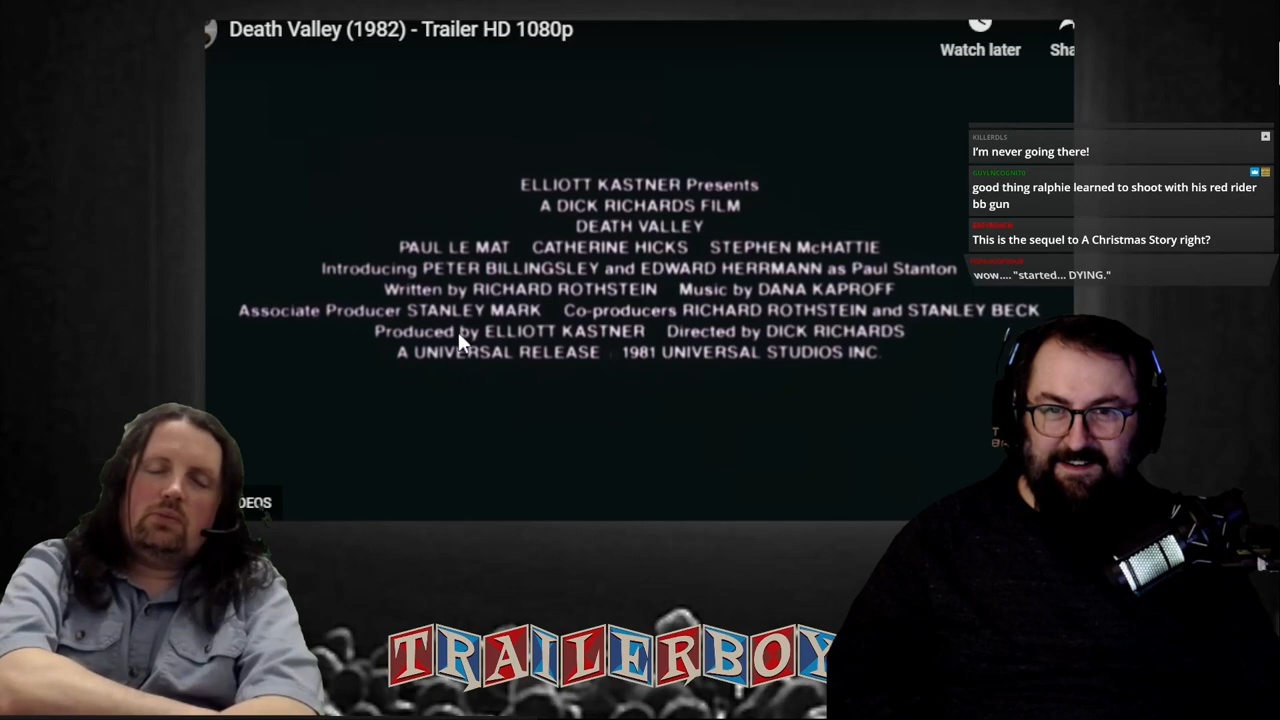 Death Valley (1982) - Trailer HD 1080p
Watch later
Sha
ELLIOTT KASTNER Presents
A DICK RICHARDS FILM
DEATH VALLEY
PAUL LE MAT CATHERINE HICKS STEPHEN McHATTIE
Introducing PETER BILLINGSLEY and EDWARD HERRMANN as Paul Stanton
Written by RICHARD ROTHSTEIN Music by DANA KAPROFF
Associate Producer STANLEY MARK Co-producers RICHARD ROTHSTEIN and STANLEY BECK
Produced by ELLIOTT KASTNER Directed by DICK RICHARDS
A UNIVERSAL RELEASE 1981 UNIVERSAL STUDIOS INC.
KILLERDLS
I'm never going there!
GUYLNCOGNIT0
good thing ralphie learned to shoot with his red rider
bb gun
This is the sequel to A Christmas Story right?
wow.... "started... DYING."
DEOS
TRAILERBOY